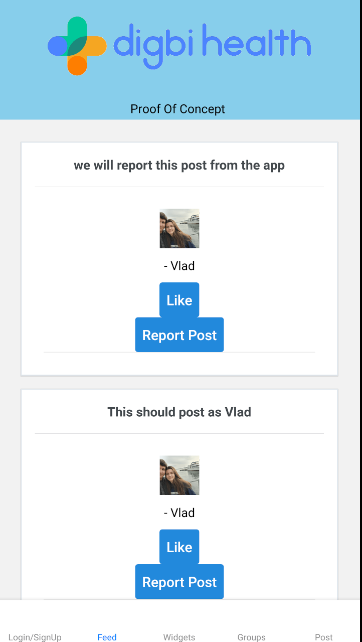 digbi health
Proof Of Concept
we will report this post from the app
- Vlad
Like
Report Post
This should post as Vlad
- Vlad
Like
Report Post
Login/SignUp Feed Widgets Groups Post